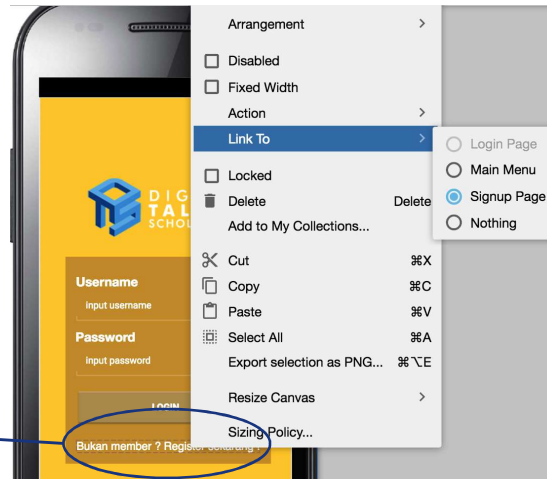 Arrangement
Disabled
Fixed Width
Action
Link To
Login Page
Main Menu
Signup Page
Nothing
Locked
Delete Delete
Add to My Collections...
Cut ⌘X
Copy ⌘C
Paste ⌘V
Select All ⌘A
Export selection as PNG... ⌘⌥E
Resize Canvas
Sizing Policy...
DIG
TAL
SCHOL
Username
input username
Password
input password
LOGIN
Bukan member ? Register sekarang !